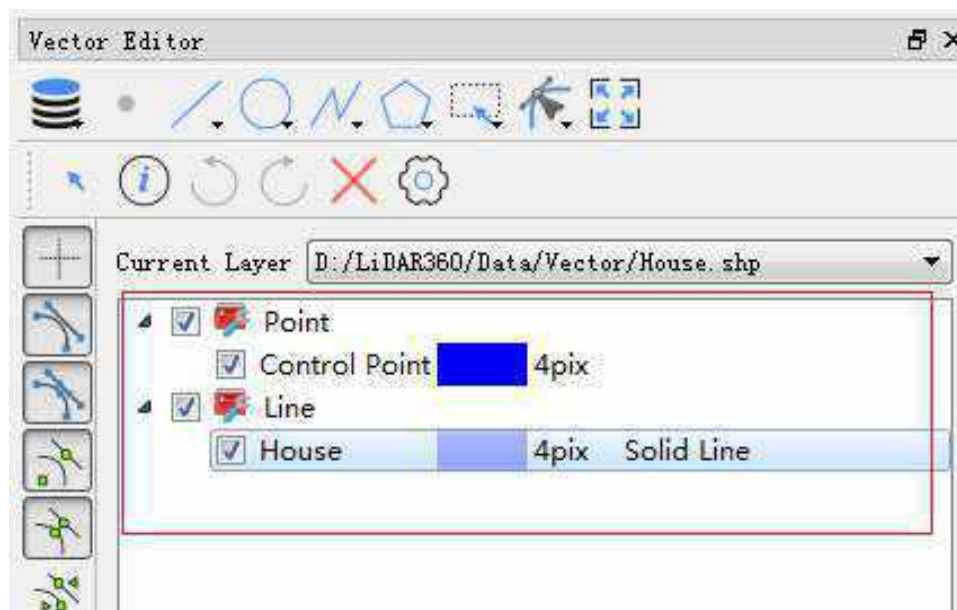 Vector Editor
i
Current Layer D:/LiDAR360/Data/Vector/House.shp
Point
Control Point 4pix
Line
House 4pix Solid Line